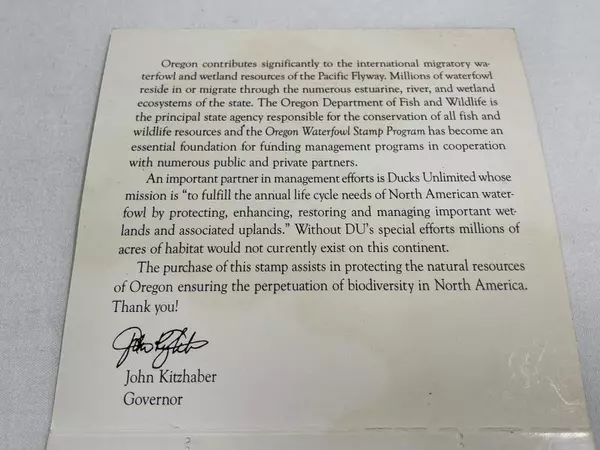 Oregon contributes significantly to the international migratory wa-
terfowl and wetland resources of the Pacific Flyway. Millions of waterfowl
reside in or migrate through the numerous estuarine, river, and wetland
ecosystems of the state. The Oregon Department of Fish and Wildlife is
the principal state agency responsible for the conservation of all fish and
wildlife resources and the Oregon Waterfowl Stamp Program has become an
essential foundation for funding management programs in cooperation
with numerous public and private partners.
An important partner in management efforts is Ducks Unlimited whose
mission is “to fulfill the annual life cycle needs of North American water-
fowl by protecting, enhancing, restoring and managing important wet-
lands and associated uplands.” Without DU's special efforts millions of
acres of habitat would not currently exist on this continent.
The purchase of this stamp assists in protecting the natural resources
of Oregon ensuring the perpetuation of biodiversity in North America.
Thank you!
John Kitzhaber
John Kitzhaber
Governor